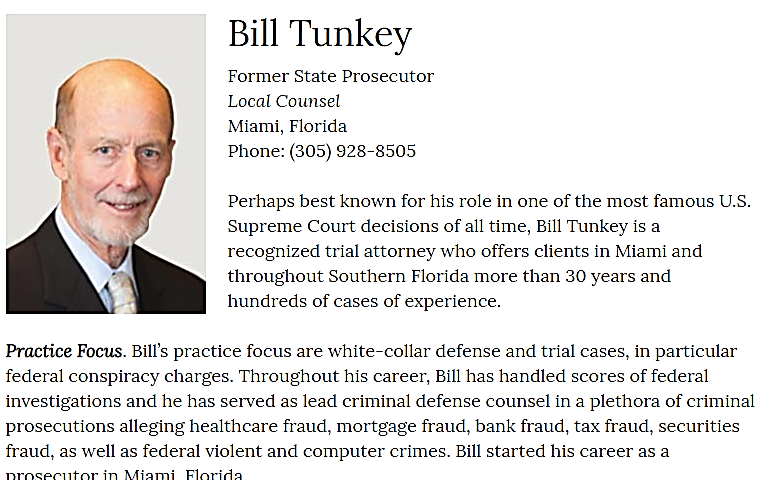 Bill Tunkey
Former State Prosecutor
Local Counsel
Miami, Florida
Phone: (305) 928-8505
Perhaps best known for his role in one of the most famous U.S.
Supreme Court decisions of all time, Bill Tunkey is a
recognized trial attorney who offers clients in Miami and
throughout Southern Florida more than 30 years and
hundreds of cases of experience.
Practice Focus. Bill’s practice focus are white-collar defense and trial cases, in particular
federal conspiracy charges. Throughout his career, Bill has handled scores of federal
investigations and he has served as lead criminal defense counsel in a plethora of criminal
prosecutions alleging healthcare fraud, mortgage fraud, bank fraud, tax fraud, securities
fraud, as well as federal violent and computer crimes. Bill started his career as a
prosecutor in Miami, Florida